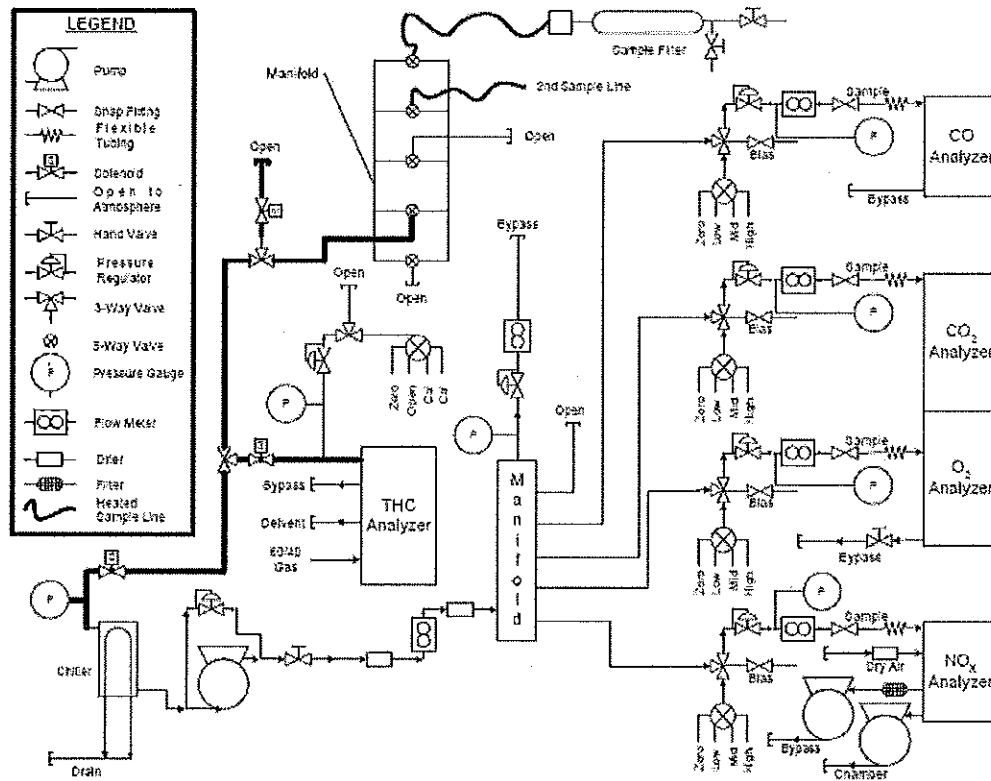 LEGEND
Pump
Snap Fitting
Flexible
Tubing
Solenoid
Open to
Atmosphere
Hand Valve
Pressure
Regulator
3-Way Valve
5-Way Valve
P
Pressure Gauge
Flow Meter
Drier
Filter
Heated
Sample Line
Manifold
Sample Filter
2nd Sample Line
Open
Open
Open
Open
Bypass
Open
P
Zero
Open
Cal
Cal
P
THC
Analyzer
Bypass
Delvent
60/40
Gas
Manifold
P
Chiller
Drain
Sample
P
Bias
Zero
Low
Mid
High
CO
Analyzer
Bypass
Sample
P
Bias
Zero
Low
Mid
High
CO2
Analyzer
Sample
P
Bias
Zero
Low
Mid
High
O2
Analyzer
Bypass
P
Sample
Bias
Zero
Low
Mid
High
Dry Air
NOX
Analyzer
Bypass
Chamber